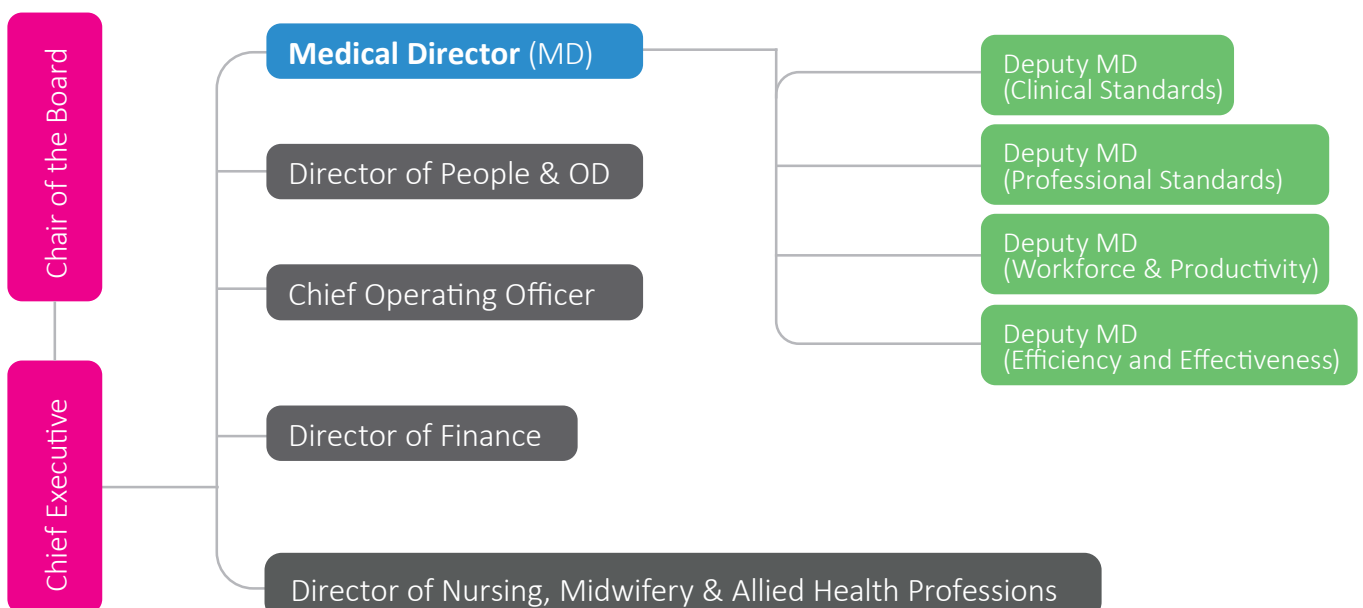 Chair of the Board
Chief Executive
Medical Director (MD)
Director of People & OD
Chief Operating Officer
Director of Finance
Director of Nursing, Midwifery & Allied Health Professions
Deputy MD
(Clinical Standards)
Deputy MD
(Professional Standards)
Deputy MD
(Workforce & Productivity)
Deputy MD
(Efficiency and Effectiveness)